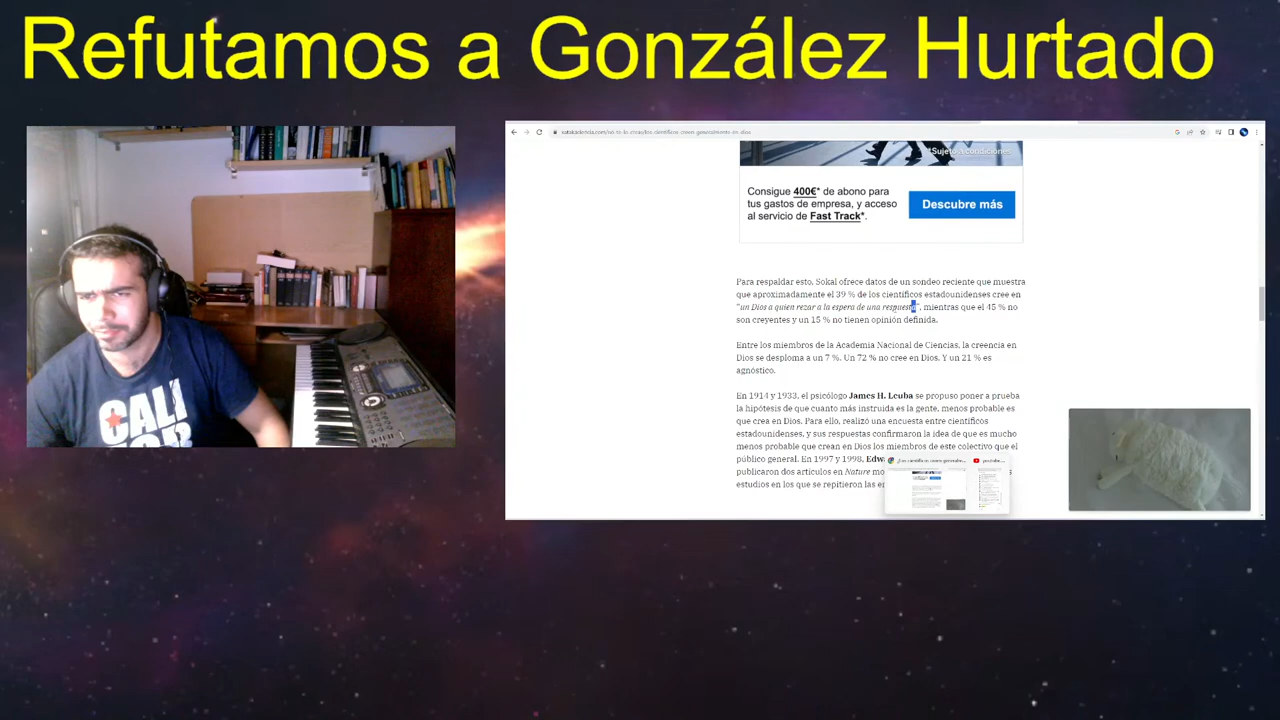 Refutamos a González Hurtado
*Sujeto a condiciones
Consigue 400€* de abono para
tus gastos de empresa, y acceso
al servicio de Fast Track*.
Descubre más
Para respaldar esto, Sokal ofrece datos de un sondeo reciente que muestra
que aproximadamente el 39 % de los científicos estadounidenses cree en
"un Dios a quien rezar a la espera de una respuesta", mientras que el 45 % no
son creyentes y un 15 % no tienen opinión definida.
Entre los miembros de la Academia Nacional de Ciencias, la creencia en
Dios se desploma a un 7 %. Un 72 % no cree en Dios. Y un 21 % es
agnóstico.
En 1914 y 1933, el psicólogo James H. Leuba se propuso poner a prueba
la hipótesis de que cuanto más instruida es la gente, menos probable es
que crea en Dios. Para ello, realizó una encuesta entre científicos
estadounidenses, y sus respuestas confirmaron la idea de que es mucho
menos probable que crean en Dios los miembros de este colectivo que el
público general. En 1997 y 1998, Edw
publicaron dos artículos en Nature mo
estudios en los que se repitieron las en
CALI